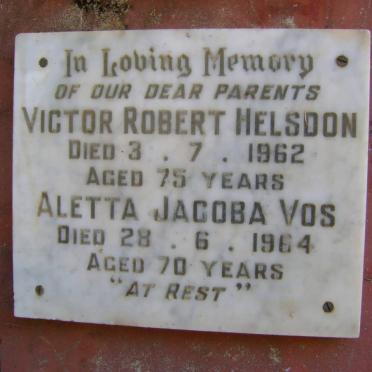 In Loving Memory
OF OUR DEAR PARENTS
VICTOR ROBERT HELSDON
DIED 3 . 7 . 1962
AGED 75 YEARS
ALETTA JACOBA VOS
DIED 28 . 6 . 1964
AGED 70 YEARS
"AT REST"